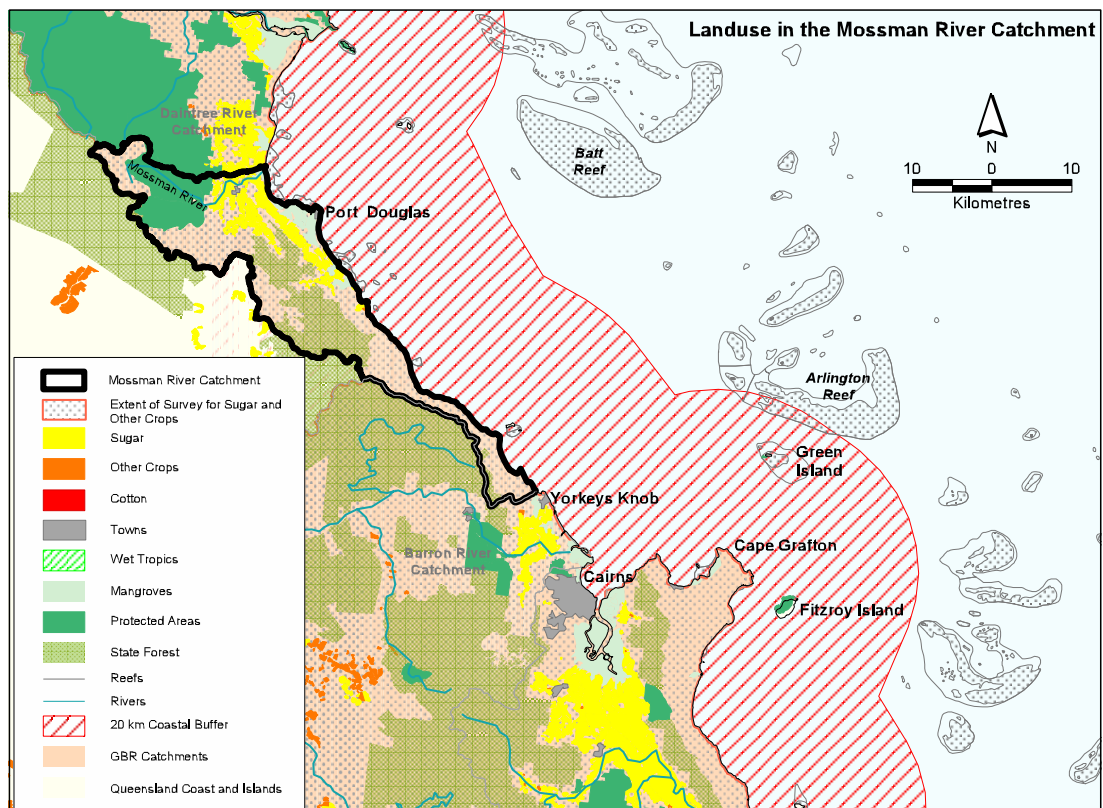 Landuse in the Mossman River Catchment
Daintree River
Catchment
Mossman River
Batt
Reef
N
10 0 10
Kilometres
Port Douglas
Arlington
Reef
Green
Island
Yorkeys Knob
Cape Grafton
Barron River
Catchment
Cairns
Fitzroy Island
Mossman River Catchment
Extent of Survey for Sugar and
Other Crops
Sugar
Other Crops
Cotton
Towns
Wet Tropics
Mangroves
Protected Areas
State Forest
Reefs
Rivers
20 km Coastal Buffer
GBR Catchments
Queensland Coast and Islands